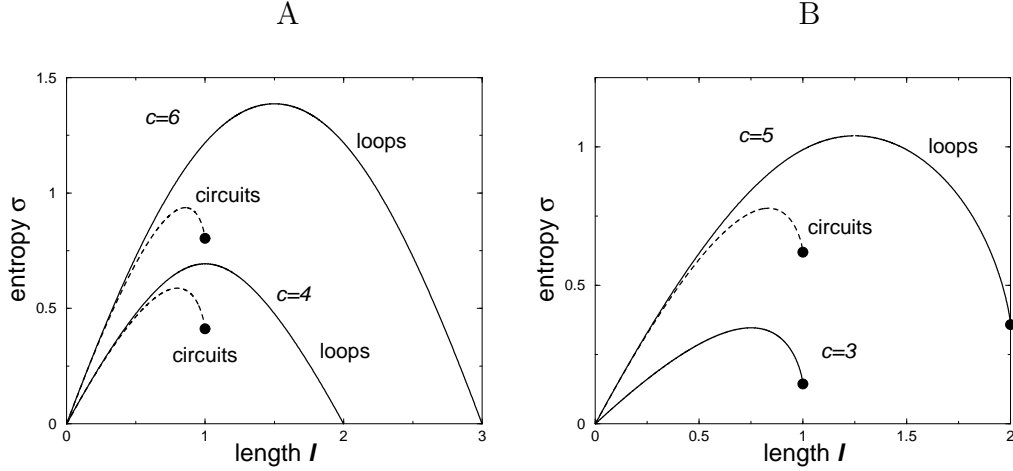 A
B
1.5
1
0.5
0
entropy σ
c=6
loops
circuits
c=4
circuits
loops
0 1 2 3
length l
1
0.5
0
entropy σ
c=5
loops
circuits
c=3
0 0.5 1 1.5 2
length l